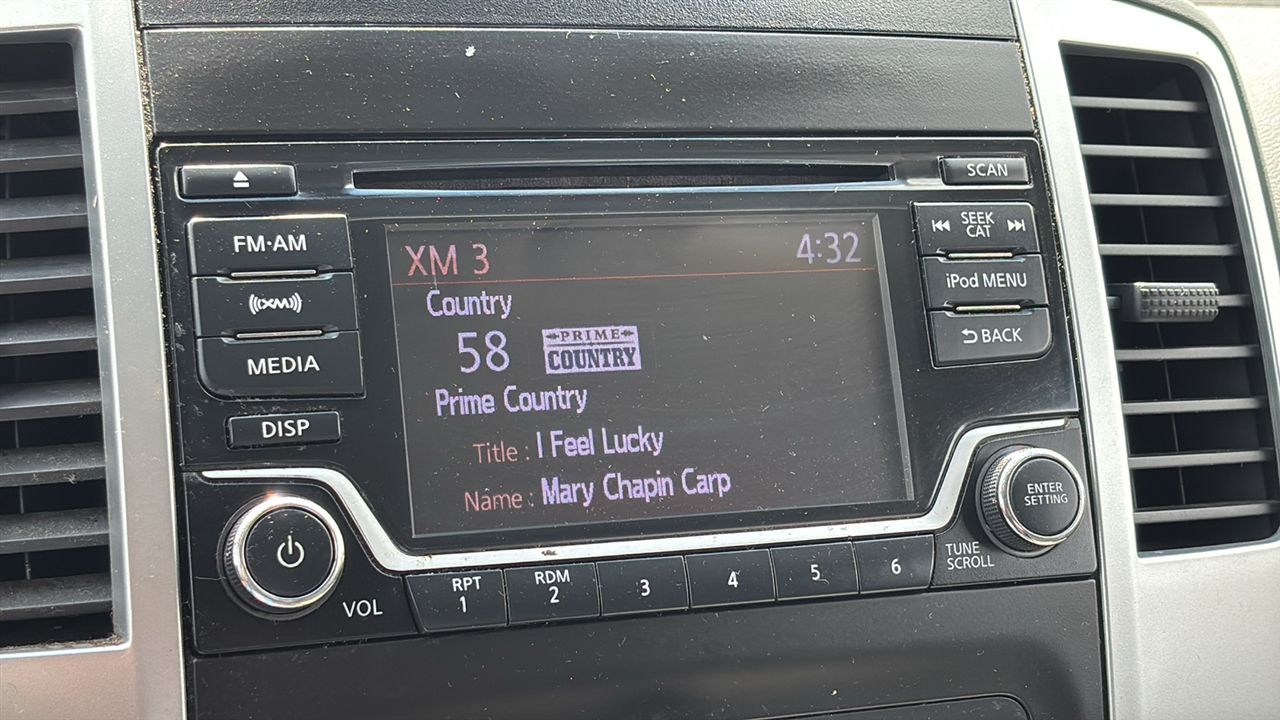 SCAN
FM·AM
SEEK
CAT
XM 3 4:32
Country
((XM))
iPod MENU
58 PRIME
COUNTRY
BACK
MEDIA
Prime Country
DISP
Title : I Feel Lucky
Name : Mary Chapin Carp
ENTER
SETTING
TUNE
SCROLL
VOL
RPT
1
RDM
2
3
4
5
6